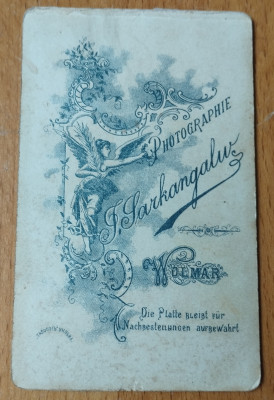 PHOTOGRAPHIE
J. Sarkangalw
WOLMAR
Die Platte bleibt für
Nachbestellungen aufbewahrt.